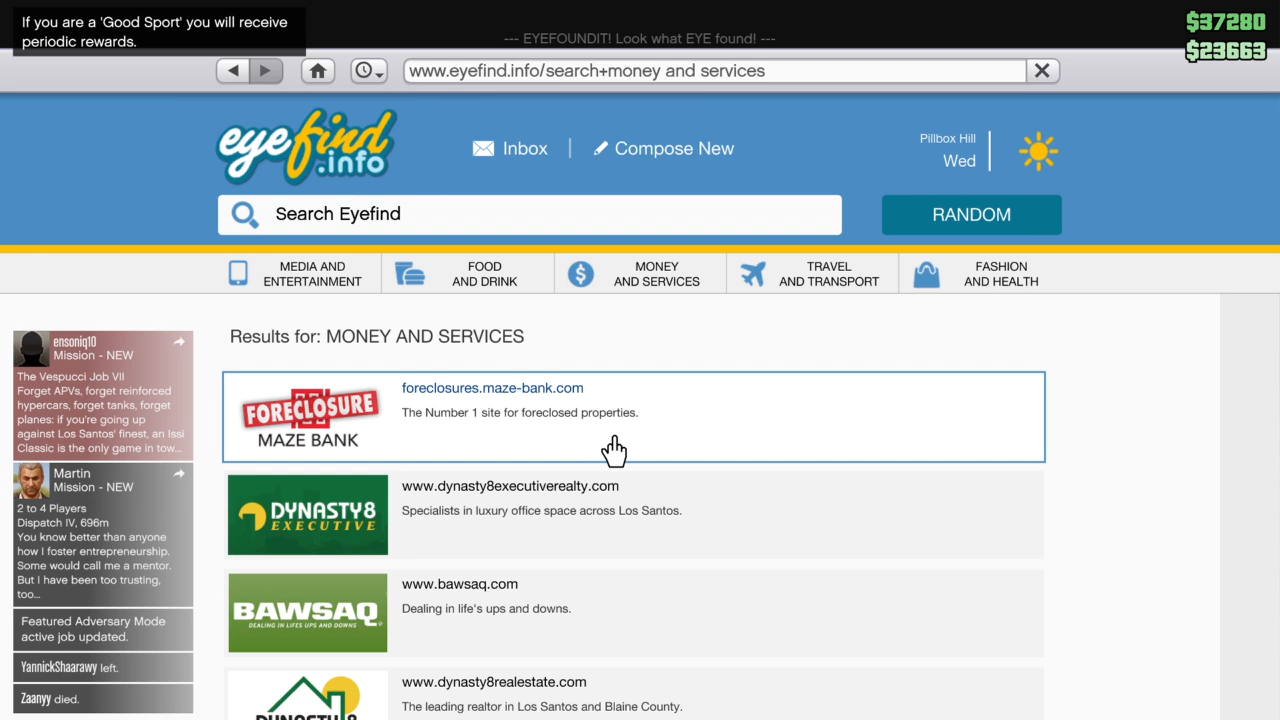 If you are a 'Good Sport' you will receive
periodic rewards.
$37280
$23663
--- EYEFOUNDIT! Look what EYE found! ---
www.eyefind.info/search+money and services
eyefind
.info
Inbox
Compose New
Pillbox Hill
Wed
Search Eyefind
RANDOM
MEDIA AND
ENTERTAINMENT
FOOD
AND DRINK
MONEY
AND SERVICES
TRAVEL
AND TRANSPORT
FASHION
AND HEALTH
ensoniq10
Mission - NEW
The Vespucci Job VII
Forget APVs, forget reinforced
hypercars, forget tanks, forget
planes: if you're going up
against Los Santos' finest, an Issi
Classic is the only game in tow...
Martin
Mission - NEW
2 to 4 Players
Dispatch IV, 696m
You know better than anyone
how I foster entrepreneurship.
Some would call me a mentor.
But I have been too trusting,
too...
Featured Adversary Mode
active job updated.
YannickShaarawy left.
Zaanyy died.
Results for: MONEY AND SERVICES
FORECLOSURE
MAZE BANK
foreclosures.maze-bank.com
The Number 1 site for foreclosed properties.
DYNASTY8
EXECUTIVE
www.dynasty8executiverealty.com
Specialists in luxury office space across Los Santos.
BAWSAQ
DEALING IN LIFES UPS AND DOWNS
www.bawsaq.com
Dealing in life's ups and downs.
DYNASTY 8
www.dynasty8realestate.com
The leading realtor in Los Santos and Blaine County.